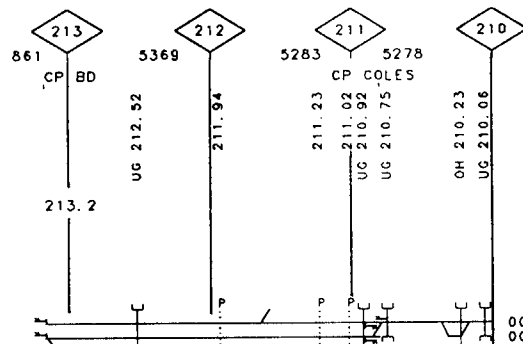 213 212 211 210
861 5369 5283 5278
CP BD CP COLES
UG 212.52
211.94
211.23
211.02
UG 210.92
UG 210.75
OH 210.23
UG 210.06
213.2
P P P